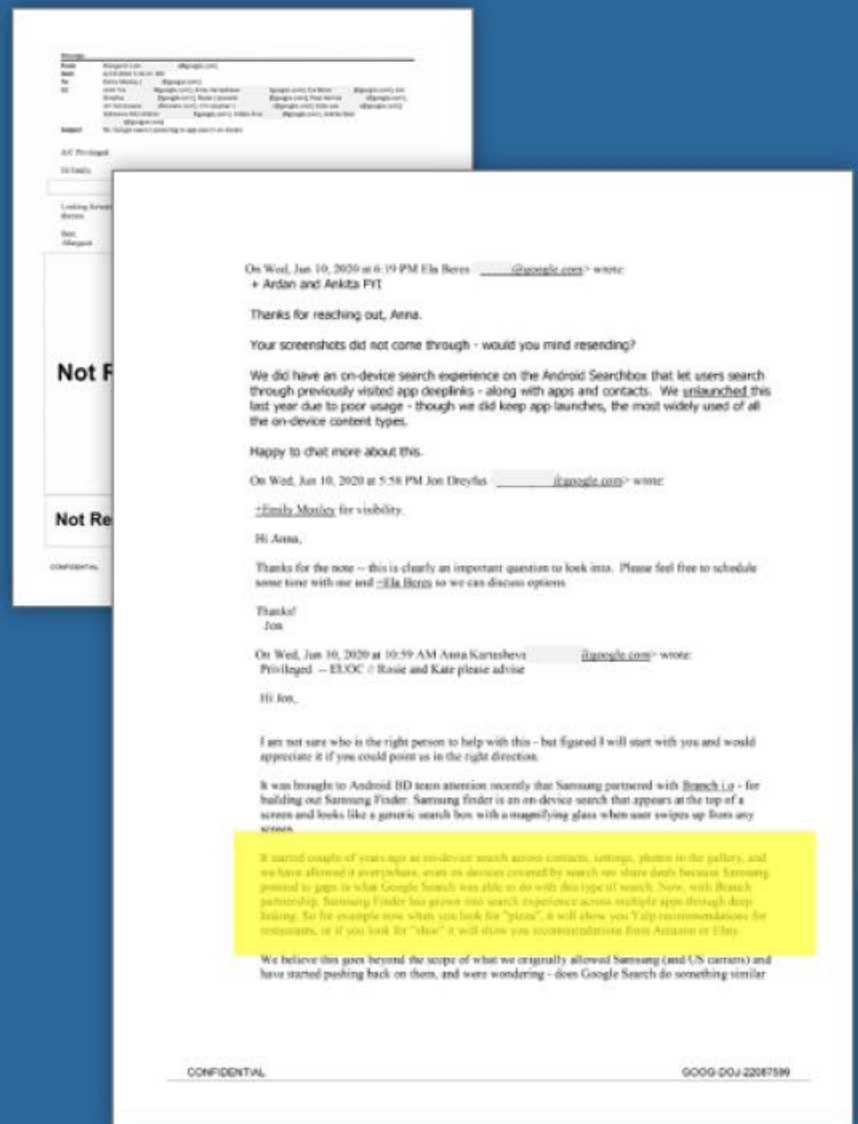 Message
From
Sent
To
CC
Subject
A/C Privileged
Hi Emily,
Looking forward
discuss.
Best,
Margaret
Not R
Not Re
CONFIDENTIAL
On Wed, Jun 10, 2020 at 6:19 PM Ela Beres @google.com> wrote:
+ Ardan and Ankita FYI
Thanks for reaching out, Anna.
Your screenshots did not come through - would you mind resending?
We did have an on-device search experience on the Android Searchbox that let users search
through previously visited app deeplinks - along with apps and contacts. We unlaunched this
last year due to poor usage - though we did keep app launches, the most widely used of all
the on-device content types.
Happy to chat more about this.
On Wed, Jun 10, 2020 at 5:58 PM Jon Dreyfus @google.com> wrote:
+Emily Moxley for visibility.
Hi Anna,
Thanks for the note -- this is clearly an important question to look into. Please feel free to schedule
some time with me and +Ela Beres so we can discuss options.
Thanks!
Jon
On Wed, Jun 10, 2020 at 10:59 AM Anna Kartasheva @google.com> wrote:
Privileged -- EUOC // Rosie and Kate please advise
Hi Jon,
I am not sure who is the right person to help with this - but figured I will start with you and would
appreciate it if you could point us in the right direction.
It was brought to Android BD team attention recently that Samsung partnered with Branch i.o - for
building out Samsung Finder. Samsung finder is an on-device search that appears at the top of a
screen and looks like a generic search box with a magnifying glass when user swipes up from any
screen.
It started couple of years ago as on-device search across contacts, settings, photos in the gallery, and
we have allowed it everywhere, even on devices covered by search rev share deals because Samsung
pointed to gaps in what Google Search was able to do with this type of search. Now, with Branch
partnership, Samsung Finder has grown into search experience across multiple apps through deep
linking. So for example now when you look for "pizza", it will show you Yelp recommendations for
restaurants, or if you look for "shoe" it will show you recommendations from Amazon or Ebay.
We believe this goes beyond the scope of what we originally allowed Samsung (and US carriers) and
have started pushing back on them, and were wondering - does Google Search do something similar
CONFIDENTIAL GOOG-DOJ-22087599